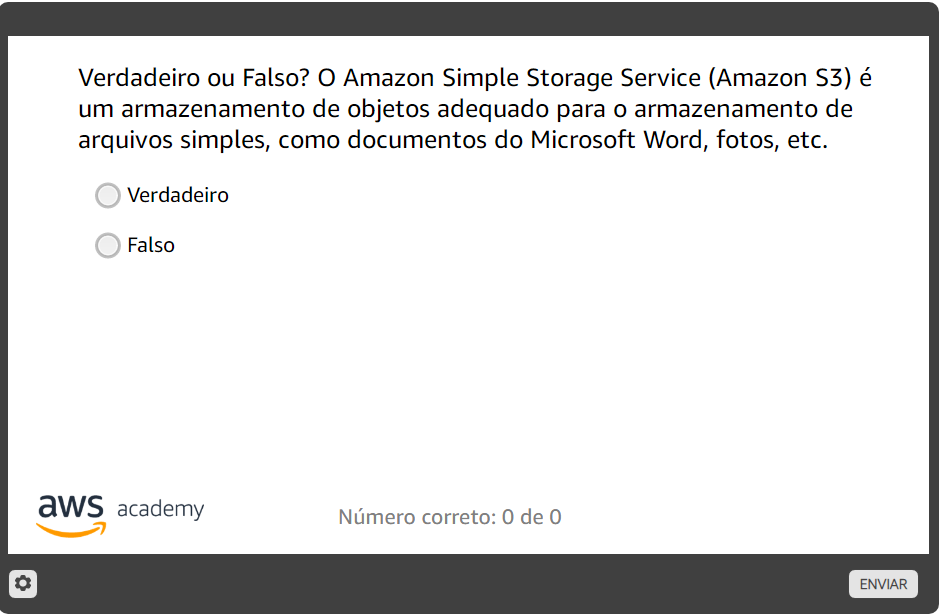 Verdadeiro ou Falso? O Amazon Simple Storage Service (Amazon S3) é
um armazenamento de objetos adequado para o armazenamento de
arquivos simples, como documentos do Microsoft Word, fotos, etc.
Verdadeiro
Falso
aws academy
Número correto: 0 de 0
ENVIAR